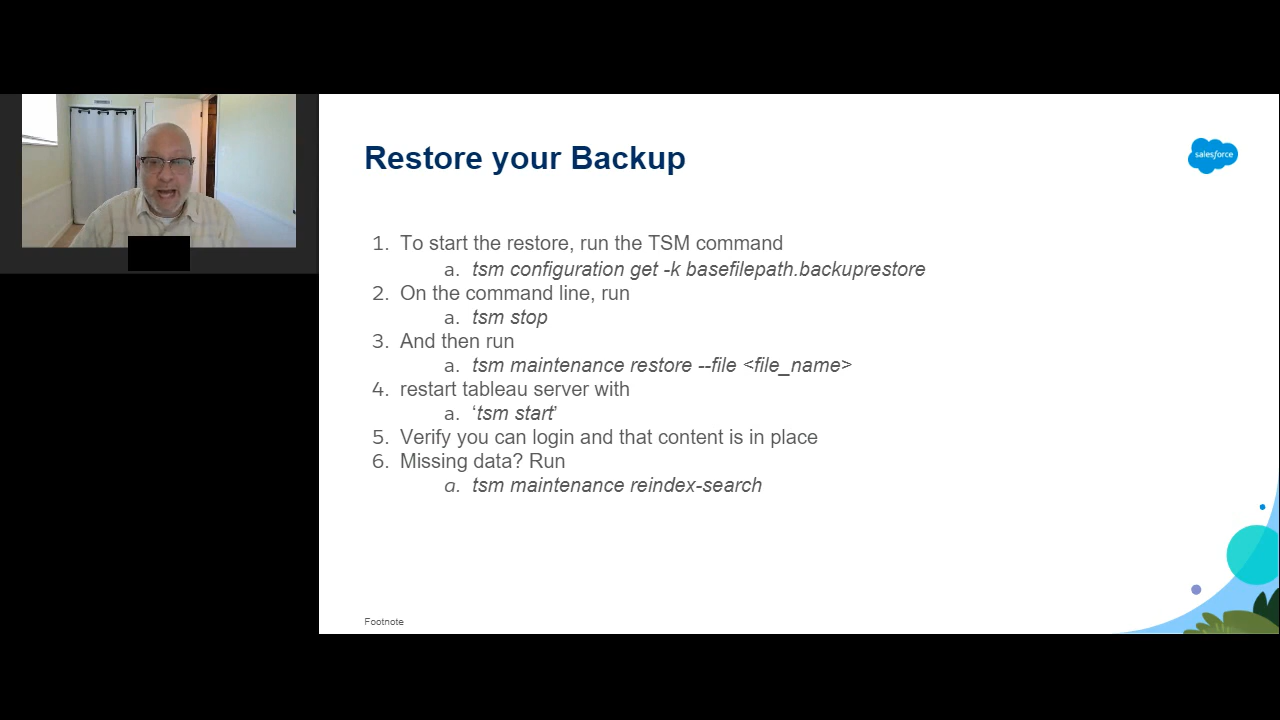 Restore your Backup
salesforce
1. To start the restore, run the TSM command
a. tsm configuration get -k basefilepath.backuprestore
2. On the command line, run
a. tsm stop
3. And then run
a. tsm maintenance restore --file <file_name>
4. restart tableau server with
a. ‘tsm start’
5. Verify you can login and that content is in place
6. Missing data? Run
a. tsm maintenance reindex-search
Footnote